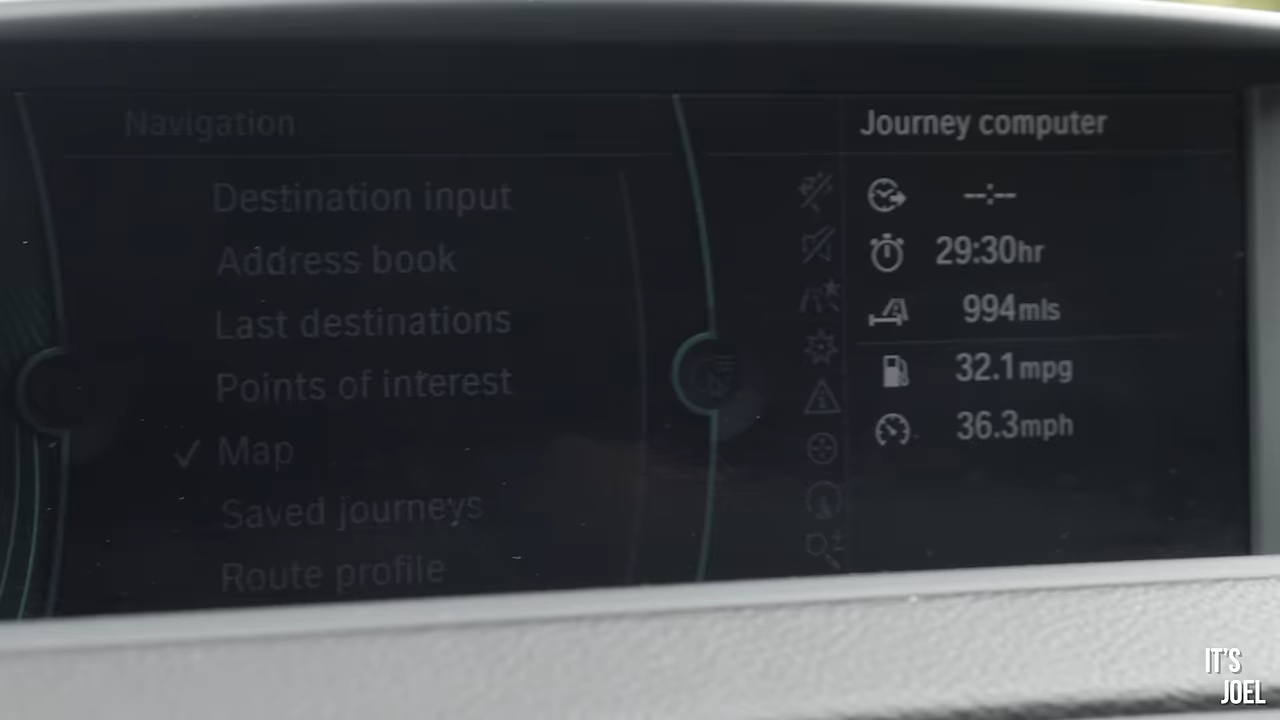 Navigation
Destination input
Address book
Last destinations
Points of interest
✓ Map
Saved journeys
Route profile
Journey computer
--:--
29:30hr
994mls
32.1mpg
36.3mph
IT'S
JOEL